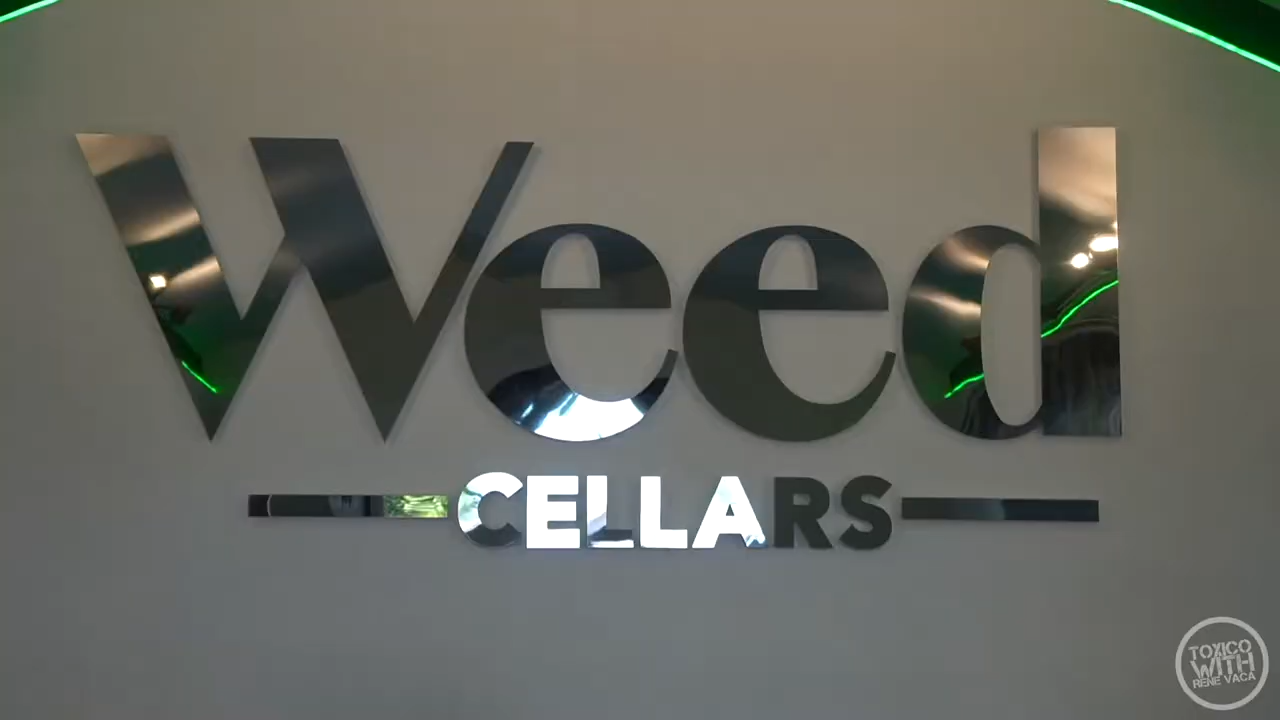 Weed
CELLARS
TOXICO
WITH
RENE VACA